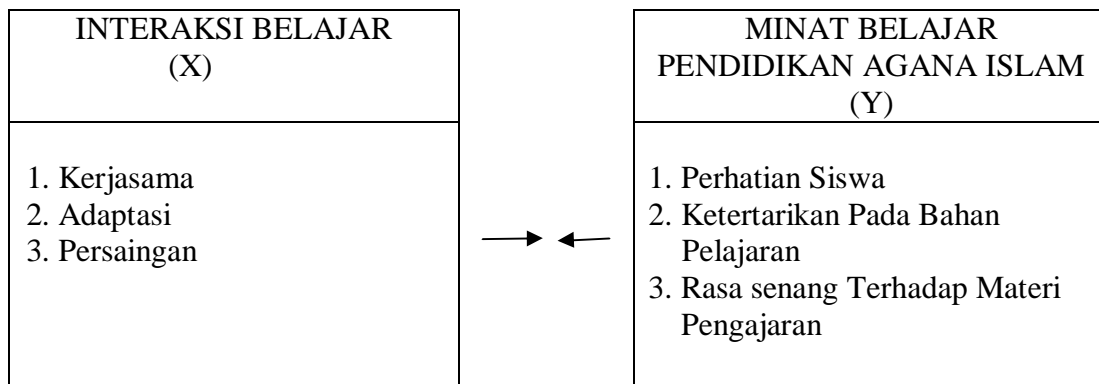 INTERAKSI BELAJAR
(X)
1. Kerjasama
2. Adaptasi
3. Persaingan
MINAT BELAJAR
PENDIDIKAN AGANA ISLAM
(Y)
1. Perhatian Siswa
2. Ketertarikan Pada Bahan
Pelajaran
3. Rasa senang Terhadap Materi
Pengajaran